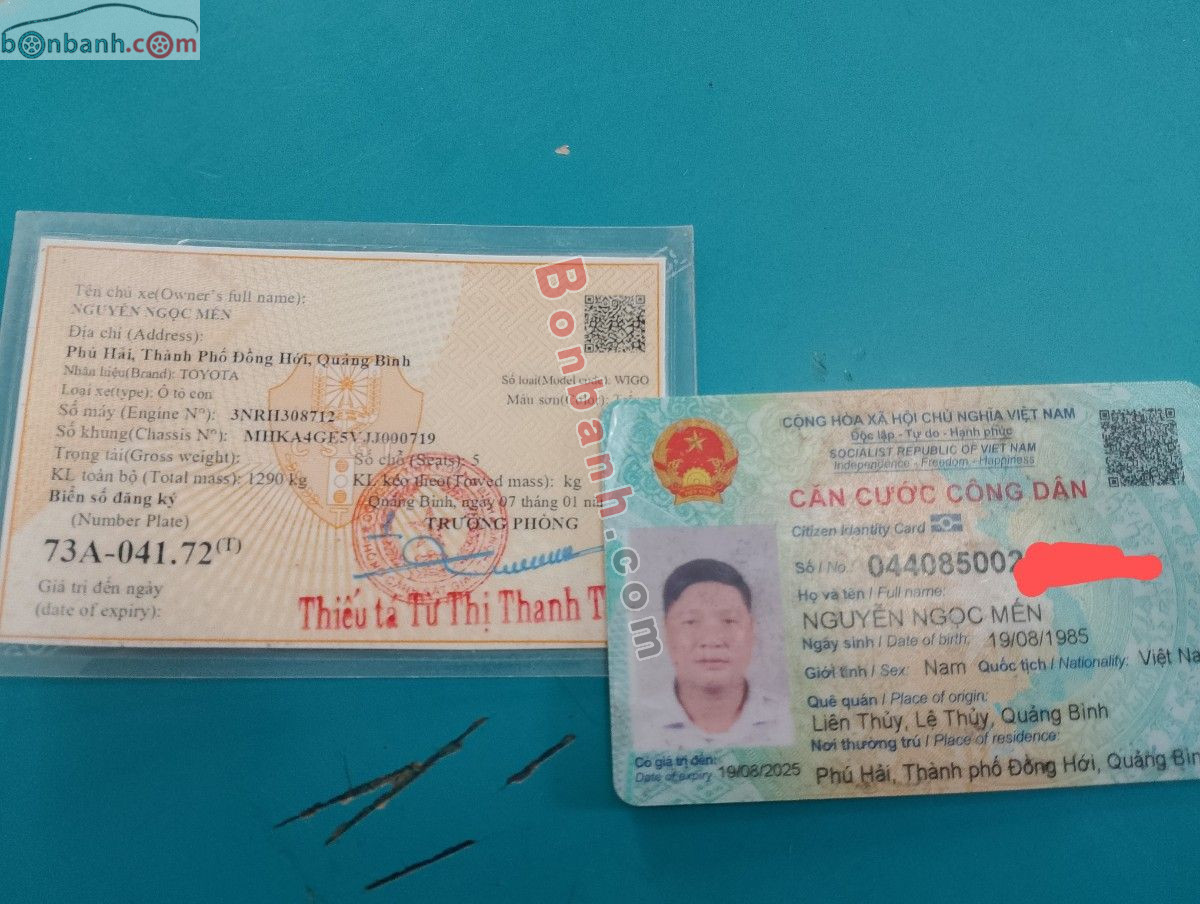 bonbanh.com
Tên chủ xe(Owner's full name):
NGUYỄN NGỌC MẾN
Địa chỉ (Address):
Phú Hải, Thành Phố Đồng Hới, Quảng Bình
Nhãn hiệu(Brand): TOYOTA
Số loại(Model code): WIGO
Loại xe(type): Ô tô con
Màu sơn(Color):
Số máy (Engine N°): 3NRH308712
Số khung(Chassis N°): MHKA4GE5VJJ000719
Trọng tải(Gross weight):
Số chỗ (Seats): 5
KL toàn bộ (Total mass): 1290 kg
KL kéo theo(Towed mass): kg
Biển số đăng ký
Quảng Bình, ngày 07 tháng 01 năm
(Number Plate)
TRƯỞNG PHÒNG
73A-041.72(T)
Giá trị đến ngày
(date of expiry):
Thiếu tá Từ Thị Thanh T
Bonbanh.com
CỘNG HÒA XÃ HỘI CHỦ NGHĨA VIỆT NAM
Độc lập - Tự do - Hạnh phúc
SOCIALIST REPUBLIC OF VIET NAM
Independence - Freedom - Happiness
CĂN CƯỚC CÔNG DÂN
Citizen Identity Card
Số / No.: 044085002
Họ và tên / Full name:
NGUYỄN NGỌC MẾN
Ngày sinh / Date of birth: 19/08/1985
Giới tính / Sex: Nam Quốc tịch / Nationality: Việt Na
Quê quán / Place of origin:
Liên Thủy, Lệ Thủy, Quảng Bình
Nơi thường trú / Place of residence:
Phú Hải, Thành phố Đồng Hới, Quảng Bìn
Có giá trị đến:
Date of expiry 19/08/2025